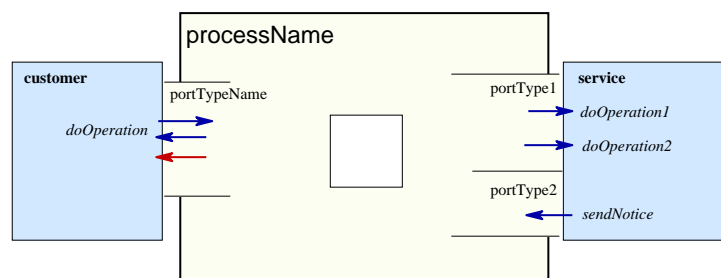 processName
customer
portTypeName
doOperation
portType1
service
doOperation1
doOperation2
portType2
sendNotice